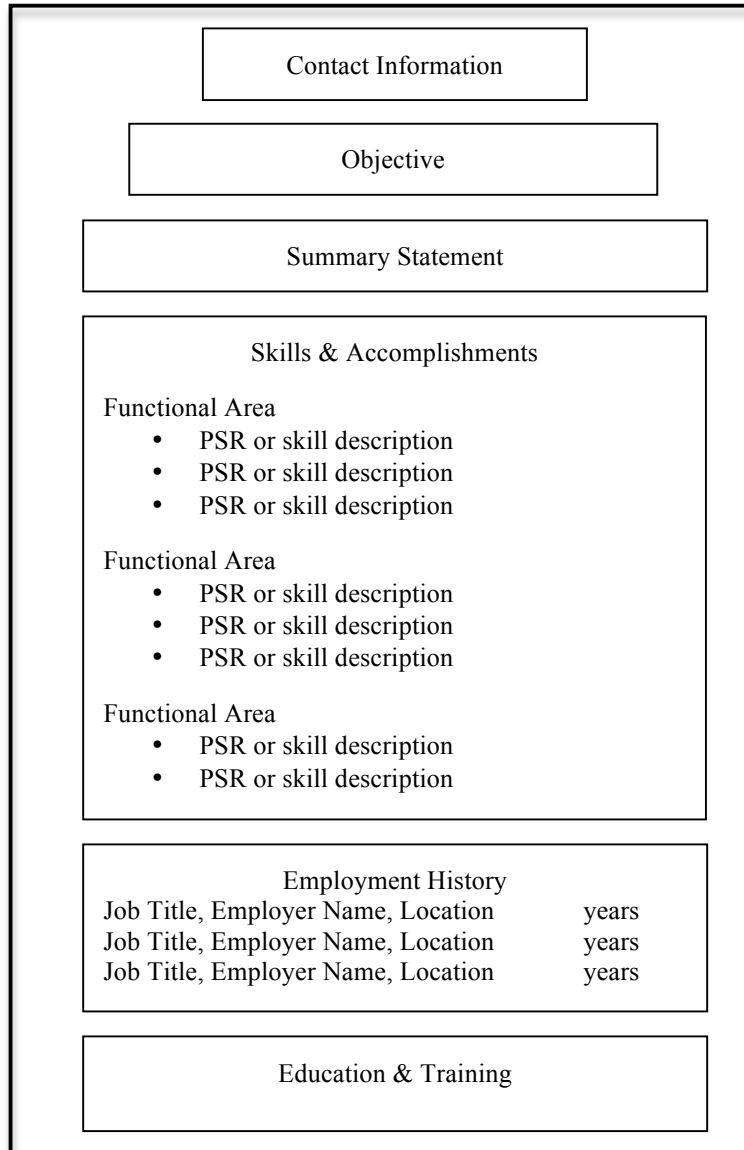 Contact Information
Objective
Summary Statement
Skills & Accomplishments
Functional Area
• PSR or skill description
• PSR or skill description
• PSR or skill description
Functional Area
• PSR or skill description
• PSR or skill description
• PSR or skill description
Functional Area
• PSR or skill description
• PSR or skill description
Employment History
Job Title, Employer Name, Location years
Job Title, Employer Name, Location years
Job Title, Employer Name, Location years
Education & Training